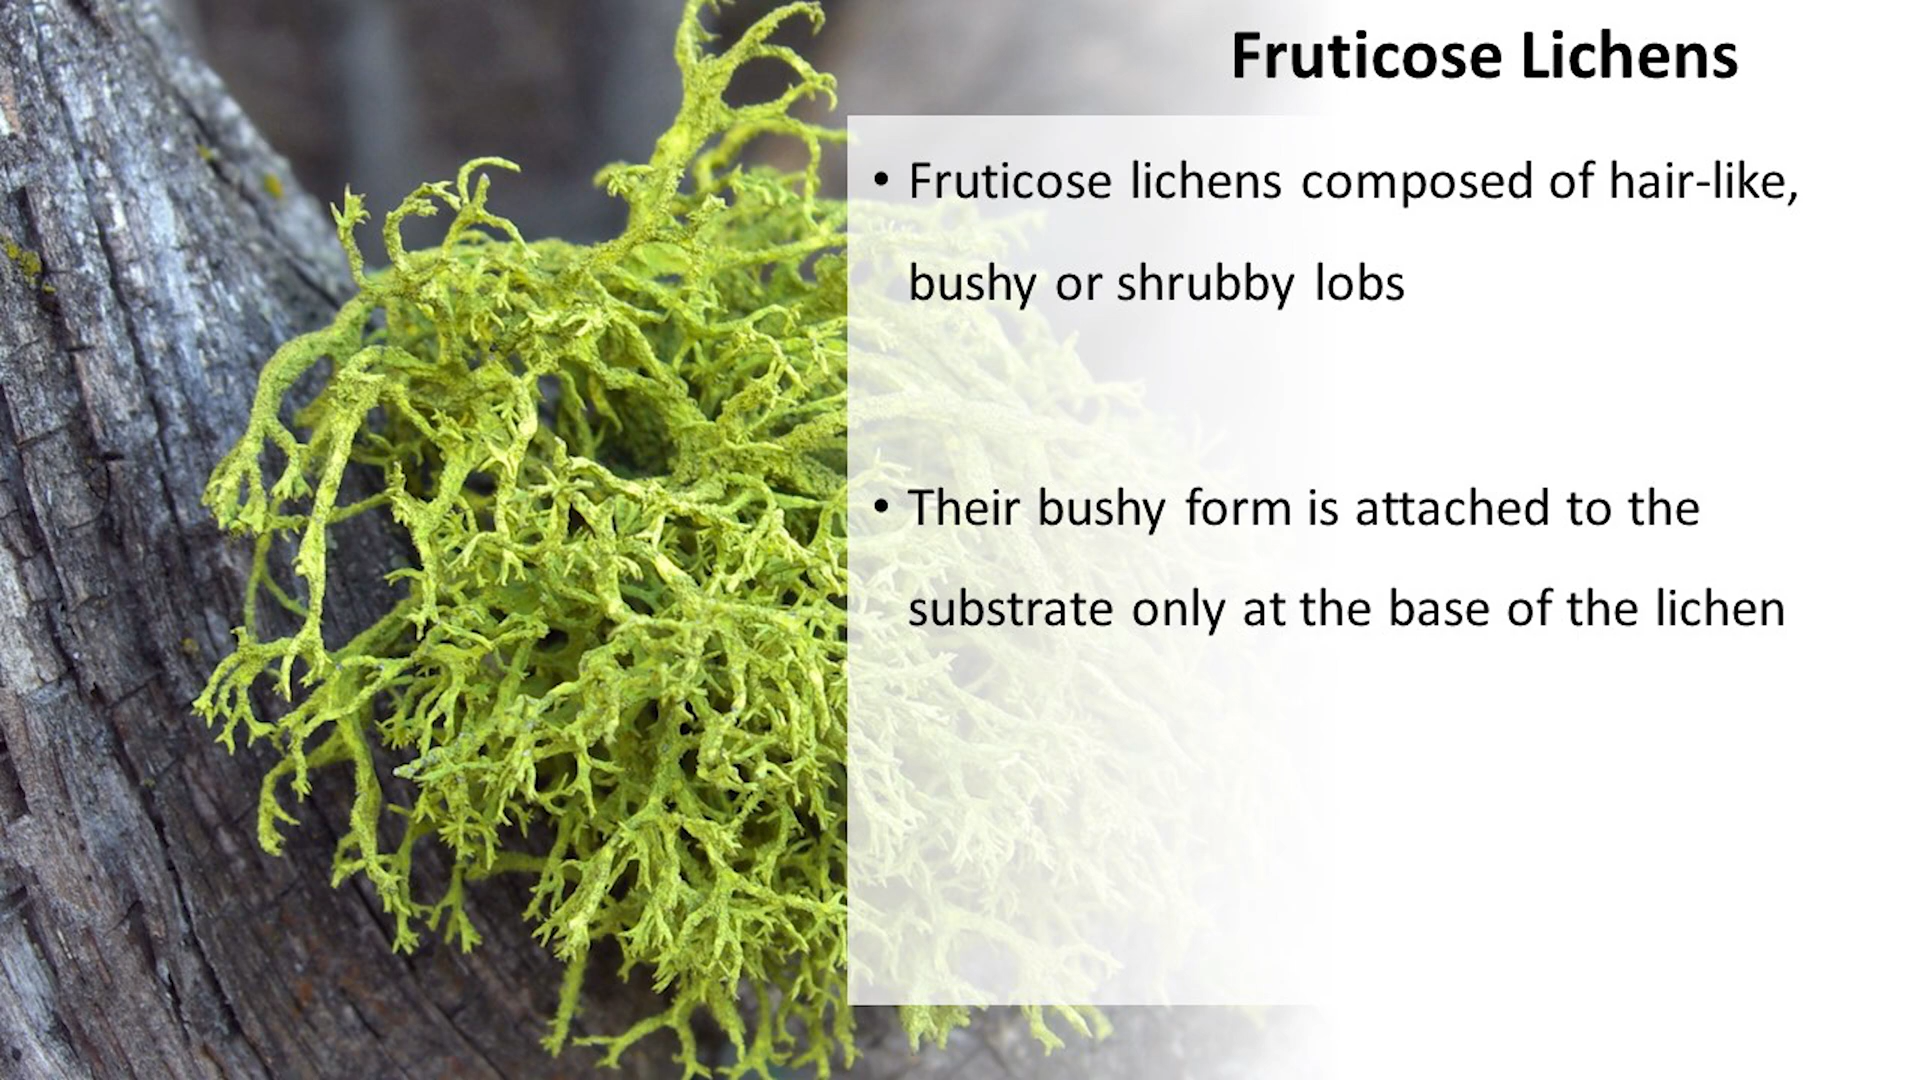 Fruticose Lichens
• Fruticose lichens composed of hair-like,
bushy or shrubby lobs
• Their bushy form is attached to the
substrate only at the base of the lichen